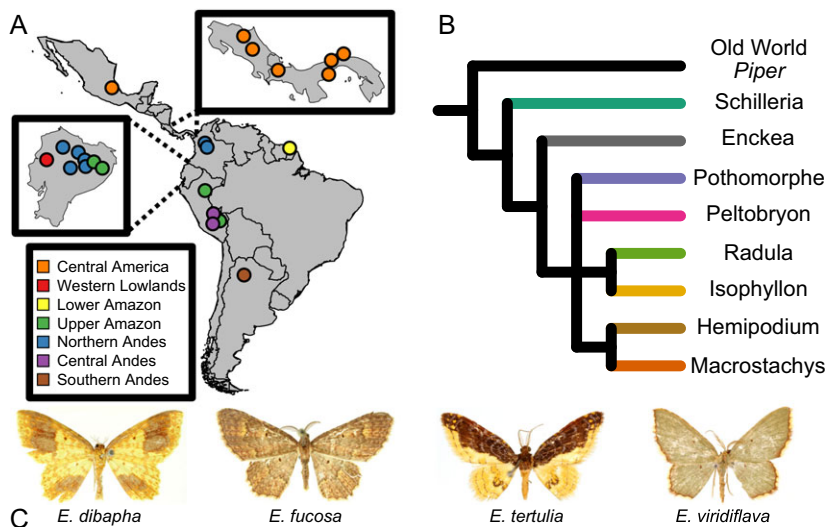 A
Central America
Western Lowlands
Lower Amazon
Upper Amazon
Northern Andes
Central Andes
Southern Andes
B
Old World
Piper
Schilleria
Enckea
Pothomorphe
Peltobryon
Radula
Isophyllon
Hemipodium
Macrostachys
C
E. dibapha
E. fucosa
E. tertulia
E. viridiflava